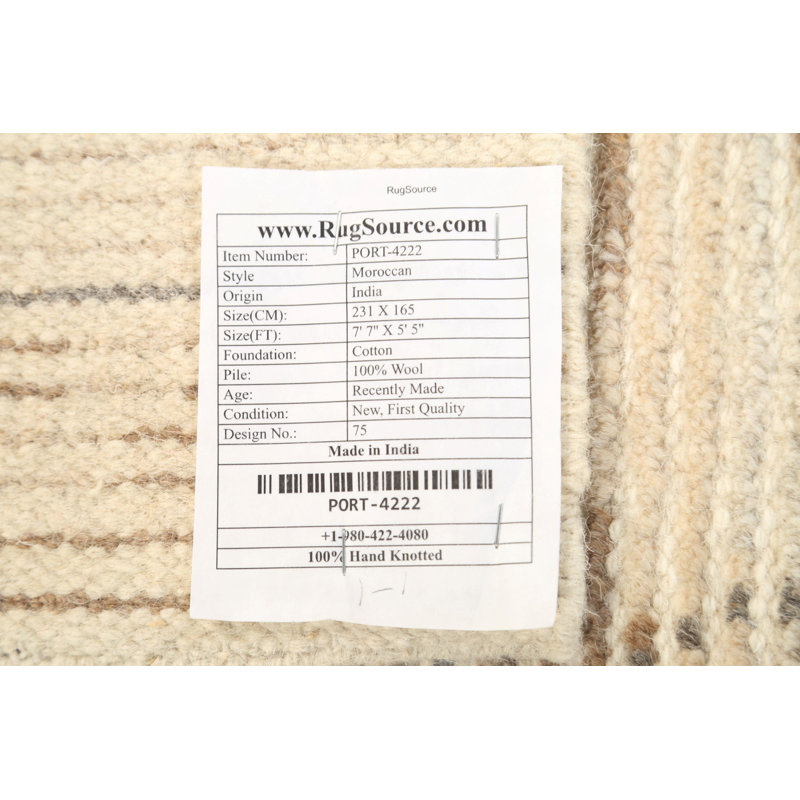 RugSource
www.RugSource.com
Item Number: PORT-4222
Style Moroccan
Origin India
Size(CM): 231 X 165
Size(FT): 7' 7" X 5' 5"
Foundation: Cotton
Pile: 100% Wool
Age: Recently Made
Condition: New, First Quality
Design No.: 75
Made in India
PORT-4222
+1-980-422-4080
100% Hand Knotted
1-1